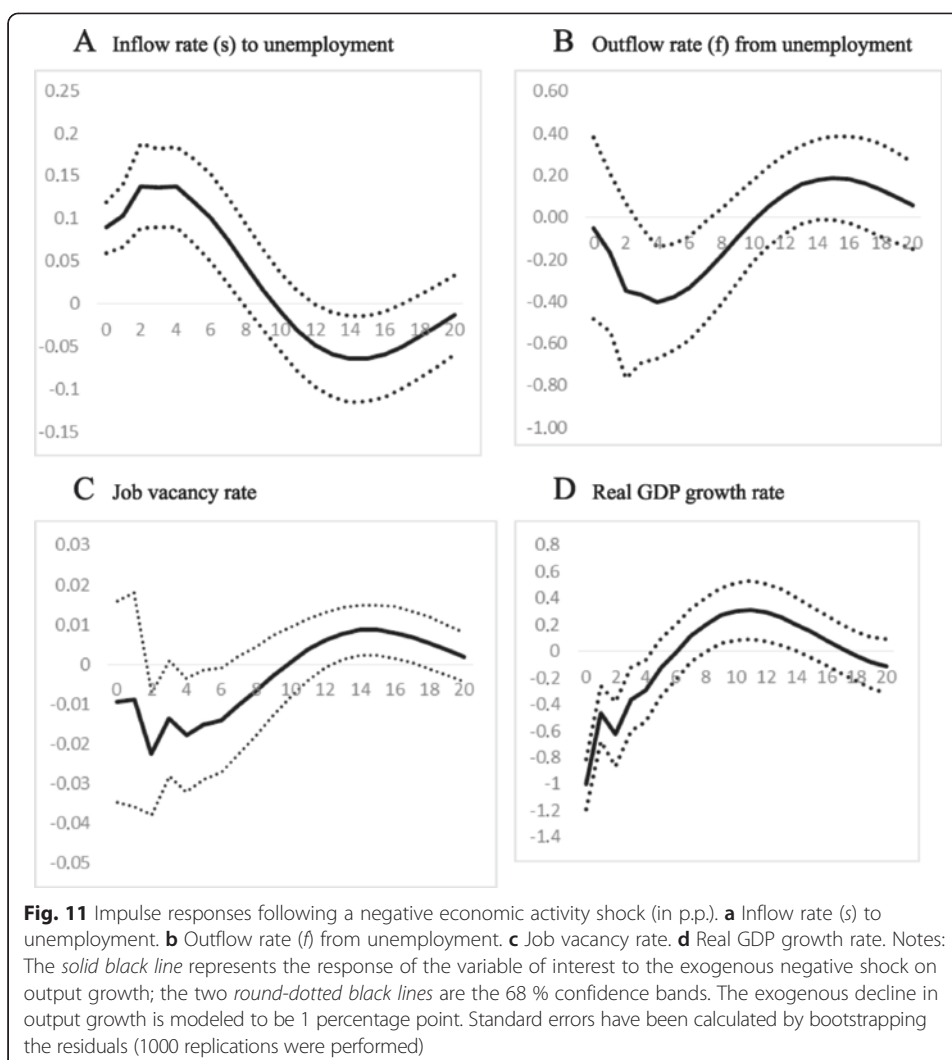 A Inflow rate (s) to unemployment
0.25
0.2
0.15
0.1
0.05
0
-0.05
-0.1
-0.15
0 2 4 6 8 10 12 14 16 18 20
B Outflow rate (f) from unemployment
0.60
0.40
0.20
0.00
-0.20
-0.40
-0.60
-0.80
-1.00
0 2 4 6 8 10 12 14 16 18 20
C Job vacancy rate
0.03
0.02
0.01
0
-0.01
-0.02
-0.03
-0.04
-0.05
0 2 4 6 8 10 12 14 16 18 20
D Real GDP growth rate
0.8
0.6
0.4
0.2
0
-0.2
-0.4
-0.6
-0.8
-1
-1.2
-1.4
0 2 4 6 8 10 12 14 16 18 20
Fig. 11 Impulse responses following a negative economic activity shock (in p.p.). a Inflow rate (s) to
unemployment. b Outflow rate (f) from unemployment. c Job vacancy rate. d Real GDP growth rate. Notes:
The solid black line represents the response of the variable of interest to the exogenous negative shock on
output growth; the two round-dotted black lines are the 68 % confidence bands. The exogenous decline in
output growth is modeled to be 1 percentage point. Standard errors have been calculated by bootstrapping
the residuals (1000 replications were performed)